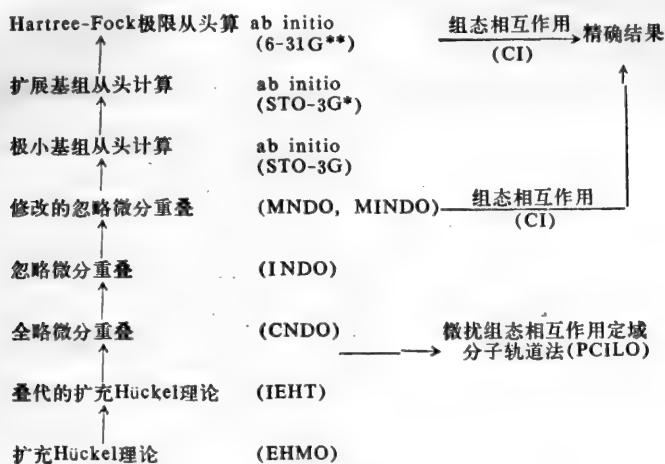 Hartree-Fock极限从头算 ab initio 组态相互作用 精确结果
(6-31G**) (CI)
扩展基组从头计算 ab initio
(STO-3G*)
极小基组从头计算 ab initio
(STO-3G)
组态相互作用
修改的忽略微分重叠 (MNDO, MINDO)
(CI)
忽略微分重叠 (INDO)
全略微分重叠 (CNDO) 微扰组态相互作用定域
分子轨道法(PCILO)
叠代的扩充Hückel理论 (IEHT)
扩充Hückel理论 (EHMO)